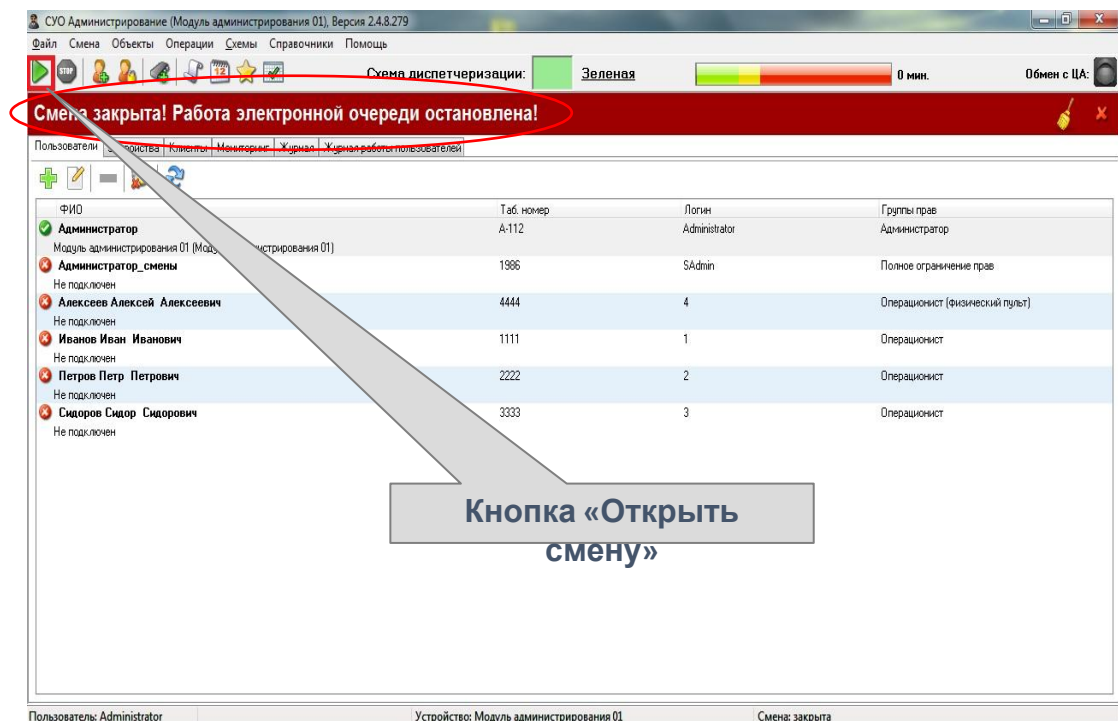 СУО Администрирование (Модуль администрирования 01), Версия 2.4.8.279
Файл Смена Объекты Операции Схемы Справочники Помощь
STOP 12 Схема диспетчеризации: Зеленая 0 мин. Обмен с ЦА:
Смена закрыта! Работа электронной очереди остановлена!
Пользователи Устройства Клиенты Мониторинг Журнал Журнал работы пользователей
ФИО Таб. номер Логин Группы прав
Администратор А-112 Administrator Администратор
Модуль администрирования 01 (Модуль администрирования 01)
Администратор_смены 1986 SAdmin Полное ограничение прав
Не подключен
Алексеев Алексей Алексеевич 4444 4 Операционист (физический пульт)
Не подключен
Иванов Иван Иванович 1111 1 Операционист
Не подключен
Петров Петр Петрович 2222 2 Операционист
Не подключен
Сидоров Сидор Сидорович 3333 3 Операционист
Не подключен
Кнопка «Открыть
смену»
Пользователь: Administrator Устройство: Модуль администрирования 01 Смена: закрыта